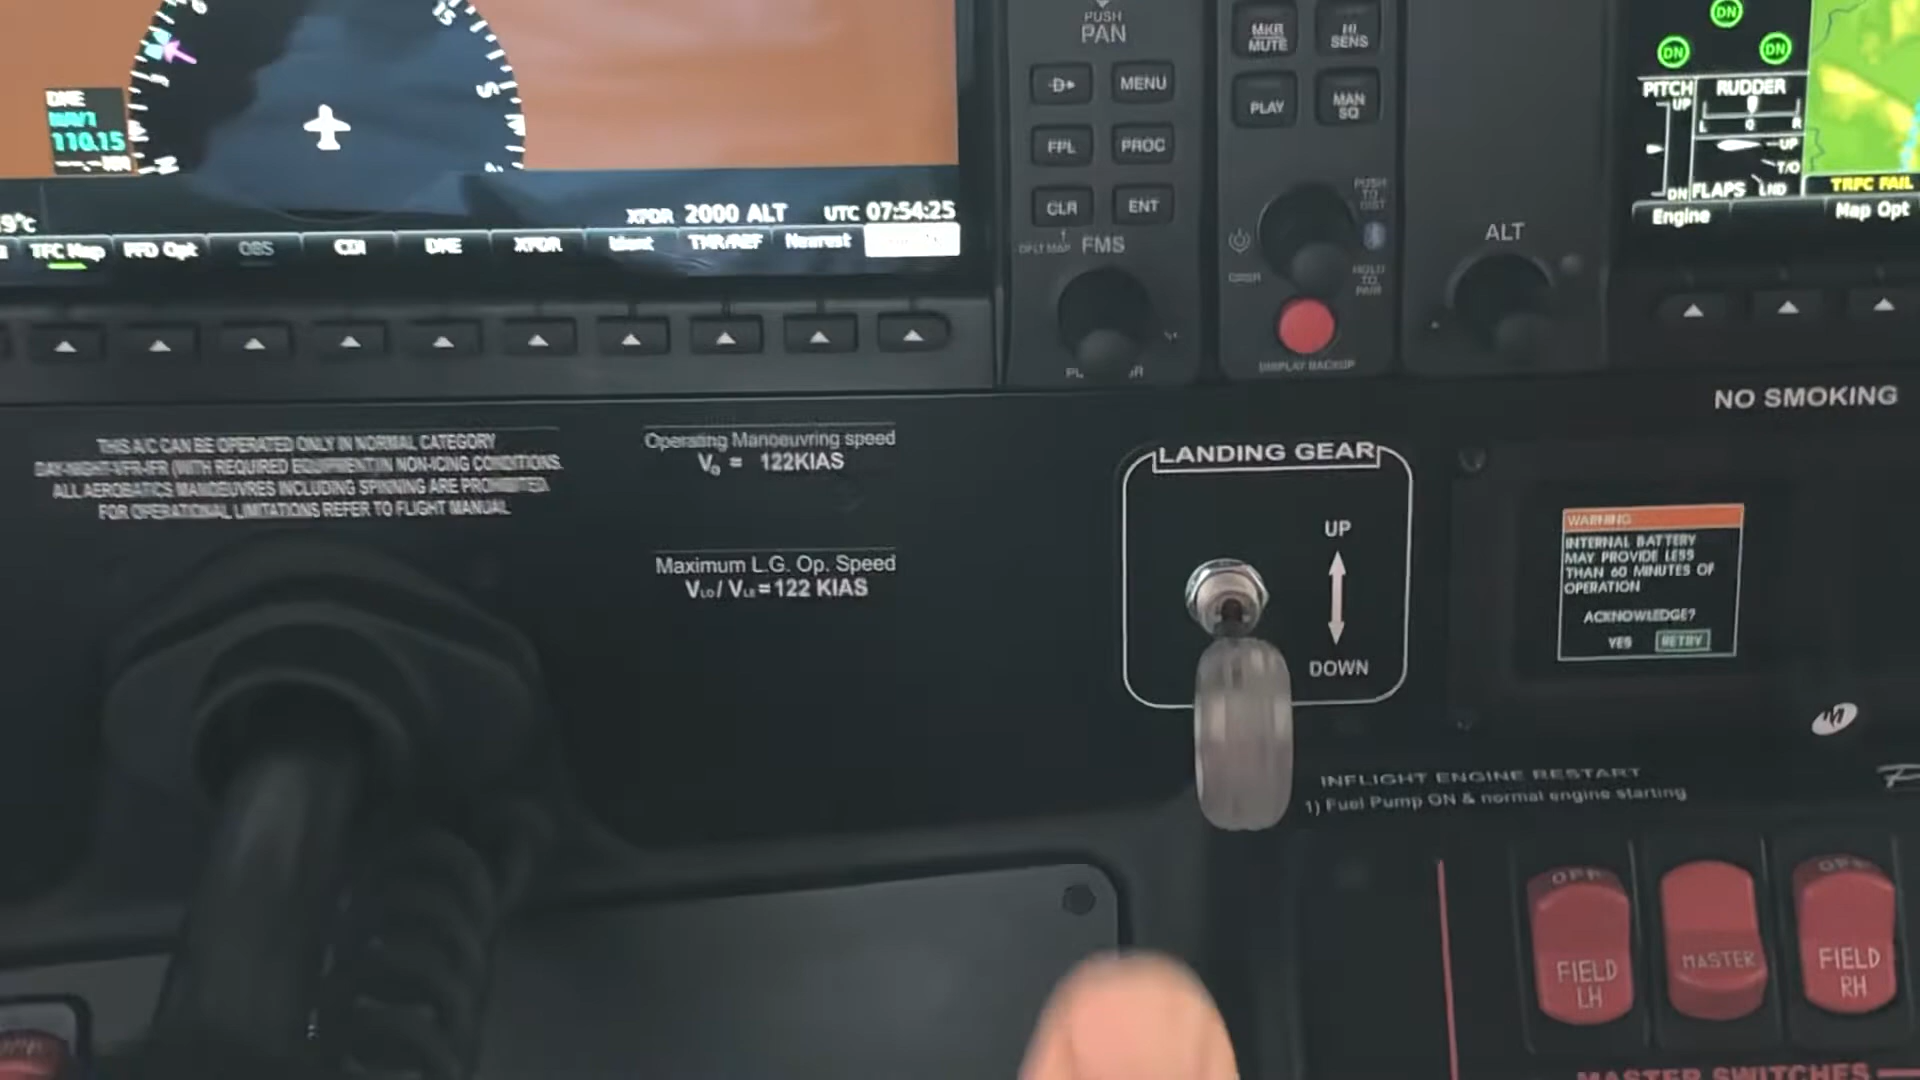 PUSH
PAN
MENU
FPL
PROC
CLR
ENT
DFLT MAP
FMS
MKR
MUTE
HI
SENS
PLAY
MAN
SQ
PUSH
TO
DIST
HOLD
TO
PAIR
DISPLAY BACKUP
ALT
DN
DN
DN
PITCH
UP
DN
RUDDER
L 0 R
UP
T/O
FLAPS LND
TRFC FAIL
Engine
Map Opt
15
DME
NAV1
110.15
9°C
XPDR 2000 ALT
UTC 07:54:25
TFC Map
PFD Opt
OBS
CDI
DME
XPDR
Ident
TMR/REF
Nearest
THIS A/C CAN BE OPERATED ONLY IN NORMAL CATEGORY
DAY-NIGHT-VFR-IFR (WITH REQUIRED EQUIPMENT) IN NON-ICING CONDITIONS.
ALL AEROBATICS MANOEUVRES INCLUDING SPINNING ARE PROHIBITED.
FOR OPERATIONAL LIMITATIONS REFER TO FLIGHT MANUAL
Operating Manoeuvring speed
Vo = 122KIAS
Maximum L.G. Op. Speed
VLO / VLE = 122 KIAS
LANDING GEAR
UP
DOWN
NO SMOKING
WARNING
INTERNAL BATTERY
MAY PROVIDE LESS
THAN 60 MINUTES OF
OPERATION
ACKNOWLEDGE?
YES RETRY
INFLIGHT ENGINE RESTART
1) Fuel Pump ON & normal engine starting
OFF
FIELD
LH
MASTER
OFF
FIELD
RH
MASTER SWITCHES